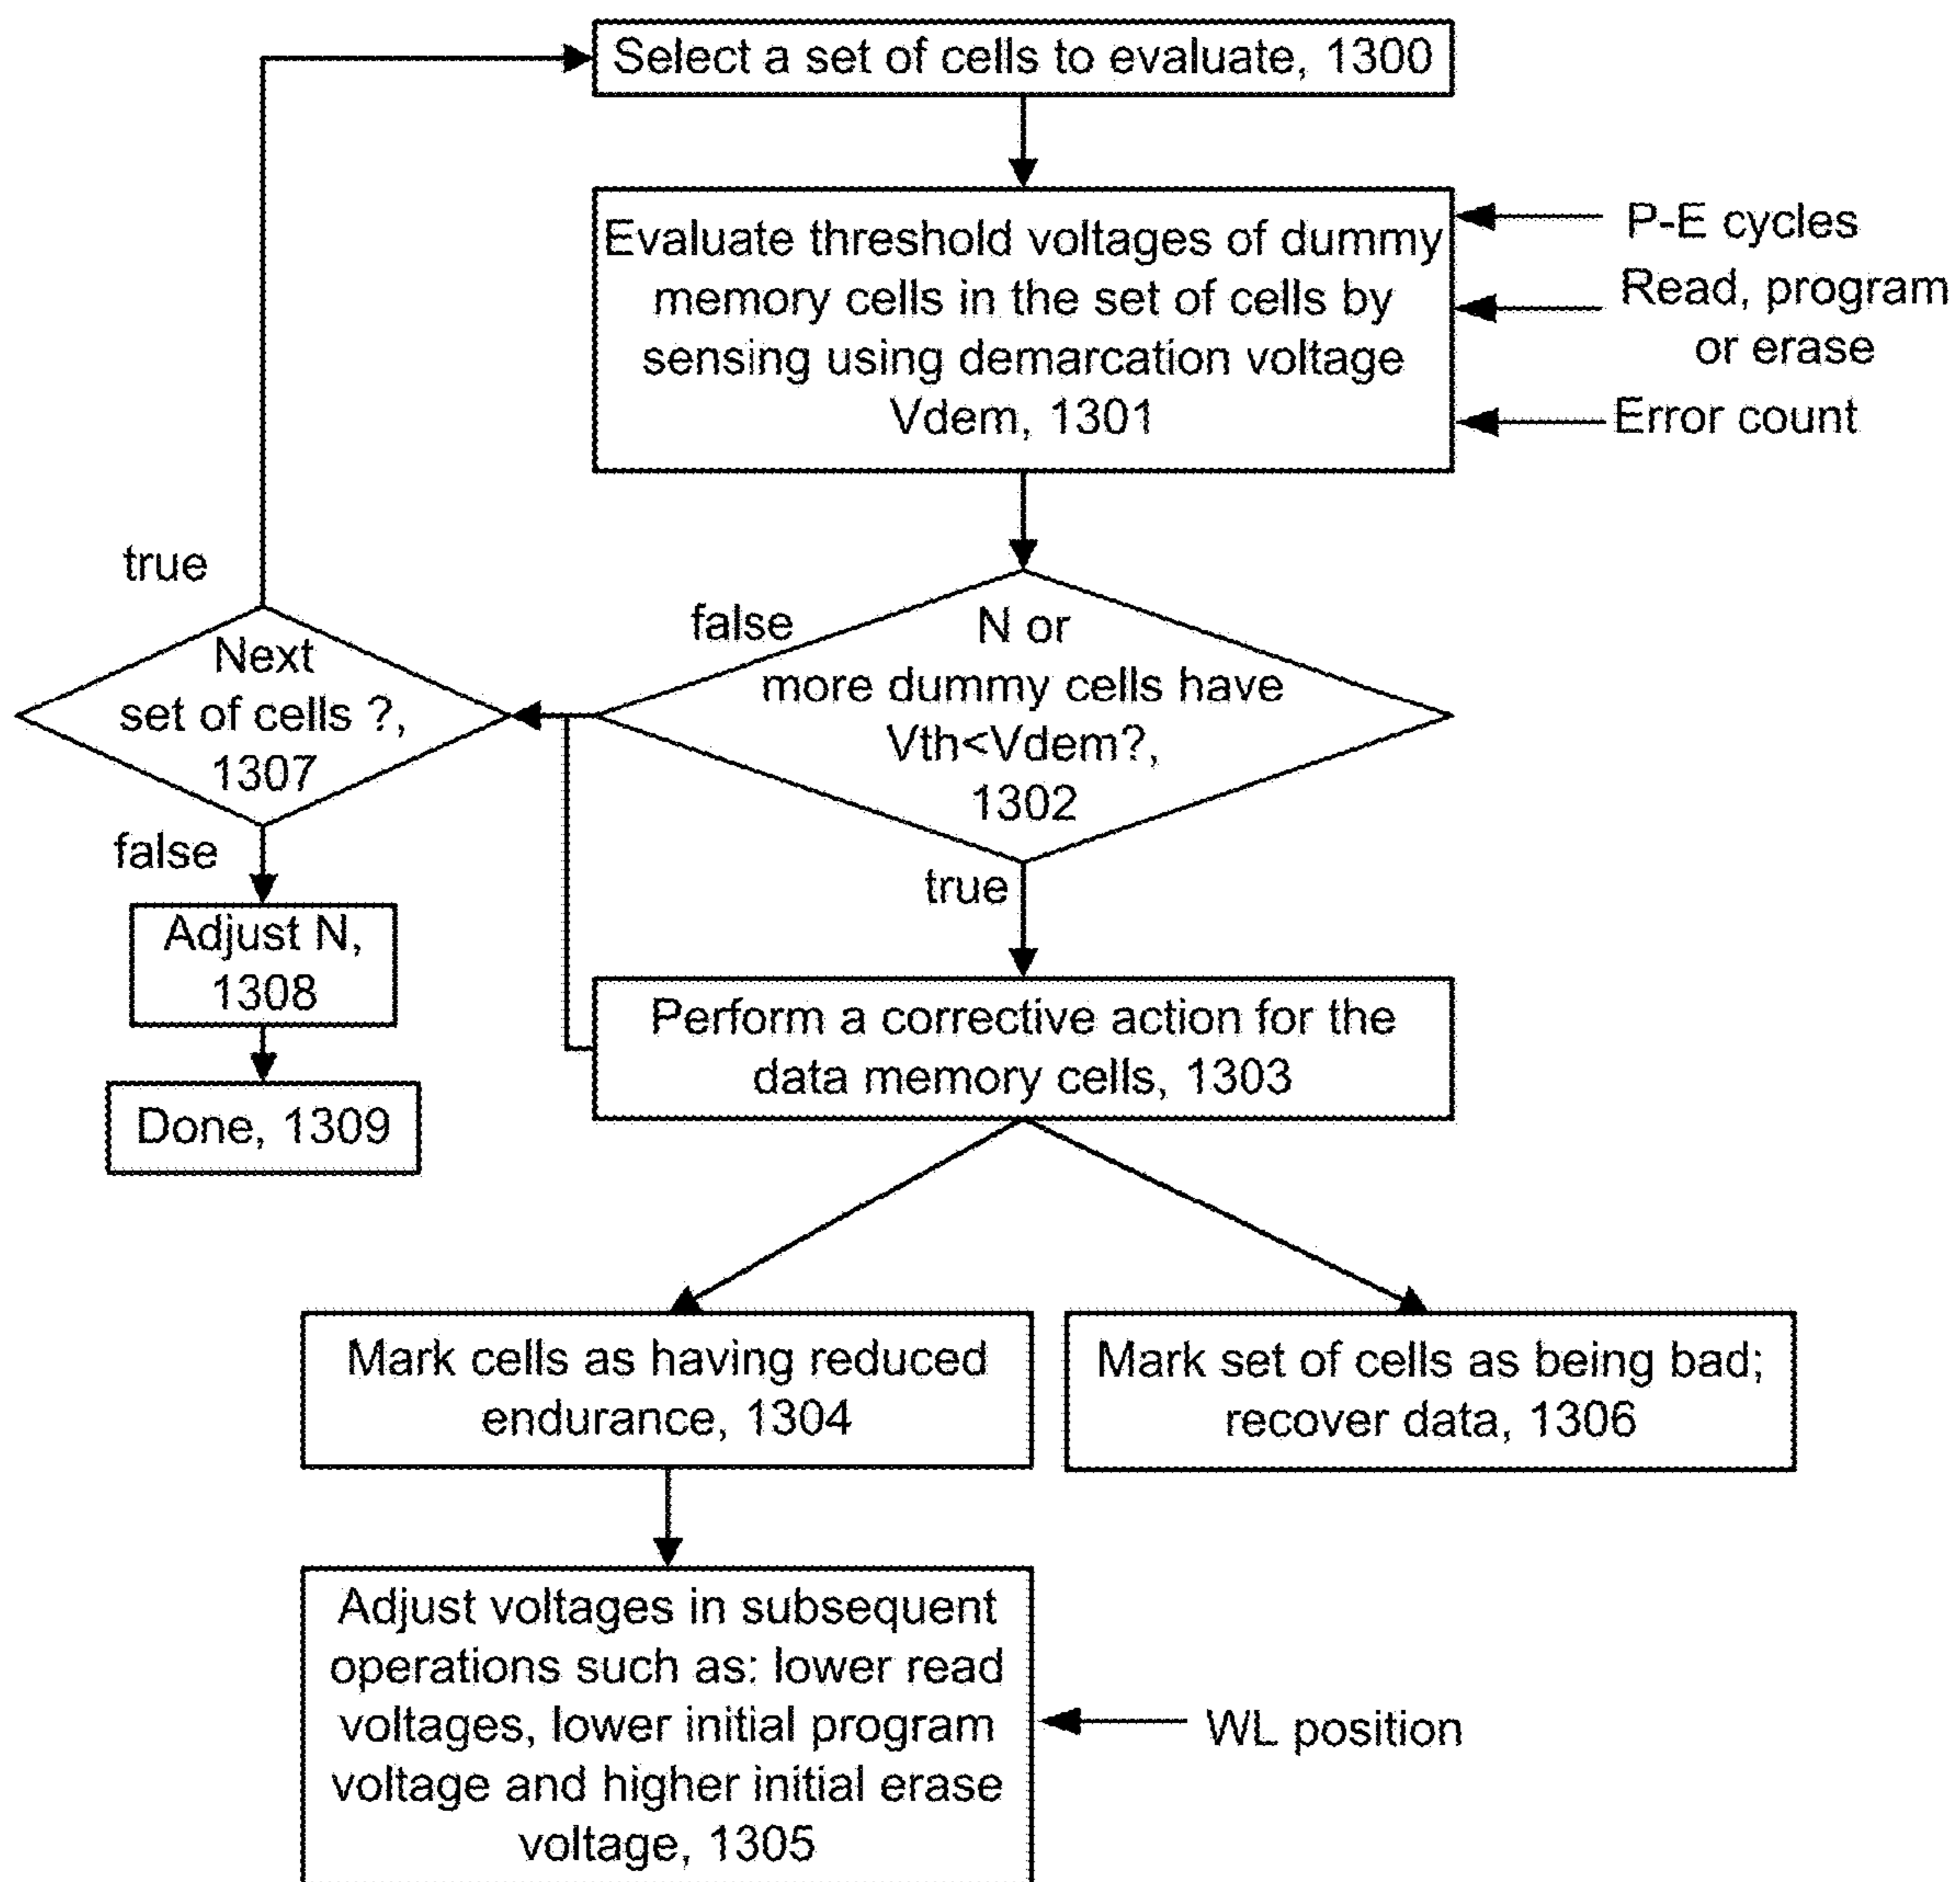 Select a set of cells to evaluate, 1300
Evaluate threshold voltages of dummy
memory cells in the set of cells by
sensing using demarcation voltage
Vdem, 1301
P-E cycles
Read, program
or erase
Error count
true
false
Next
set of cells ?,
1307
N or
more dummy cells have
Vth<Vdem?,
1302
false
true
Adjust N,
1308
Done, 1309
Perform a corrective action for the
data memory cells, 1303
Mark cells as having reduced
endurance, 1304
Mark set of cells as being bad;
recover data, 1306
Adjust voltages in subsequent
operations such as: lower read
voltages, lower initial program
voltage and higher initial erase
voltage, 1305
WL position